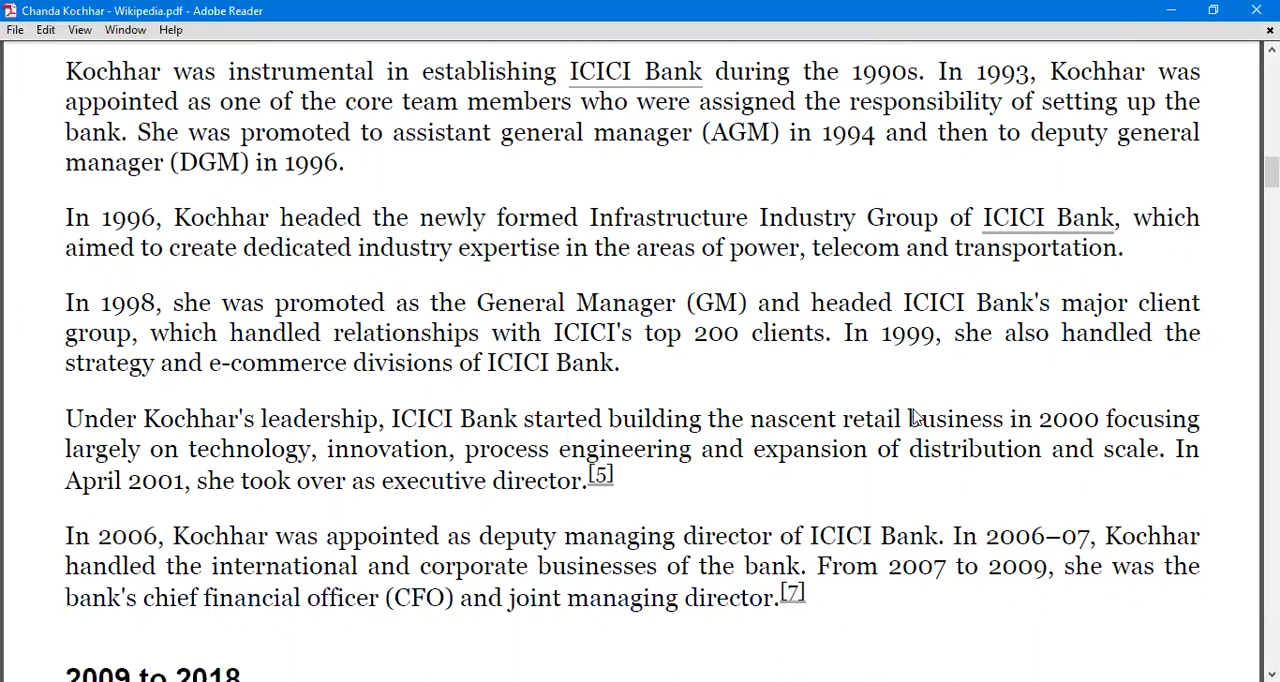 Chanda Kochhar - Wikipedia.pdf - Adobe Reader
File Edit View Window Help
Kochhar was instrumental in establishing ICICI Bank during the 1990s. In 1993, Kochhar was
appointed as one of the core team members who were assigned the responsibility of setting up the
bank. She was promoted to assistant general manager (AGM) in 1994 and then to deputy general
manager (DGM) in 1996.
In 1996, Kochhar headed the newly formed Infrastructure Industry Group of ICICI Bank, which
aimed to create dedicated industry expertise in the areas of power, telecom and transportation.
In 1998, she was promoted as the General Manager (GM) and headed ICICI Bank's major client
group, which handled relationships with ICICI's top 200 clients. In 1999, she also handled the
strategy and e-commerce divisions of ICICI Bank.
Under Kochhar's leadership, ICICI Bank started building the nascent retail business in 2000 focusing
largely on technology, innovation, process engineering and expansion of distribution and scale. In
April 2001, she took over as executive director.[5]
In 2006, Kochhar was appointed as deputy managing director of ICICI Bank. In 2006–07, Kochhar
handled the international and corporate businesses of the bank. From 2007 to 2009, she was the
bank's chief financial officer (CFO) and joint managing director.[7]
2009 to 2018